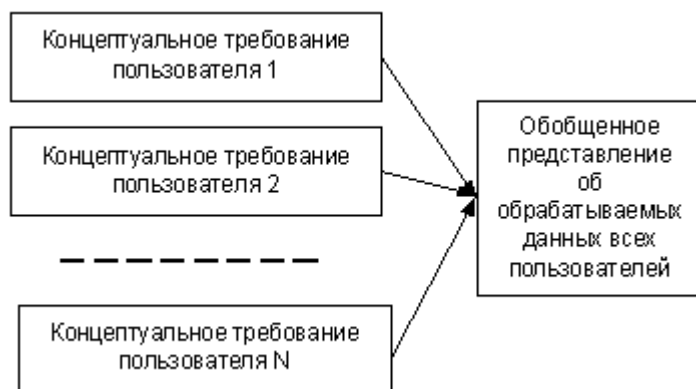 Концептуальное требование
пользователя 1
Концептуальное требование
пользователя 2
Концептуальное требование
пользователя N
Обобщенное
представление
об
обрабатываемых
данных всех
пользователей